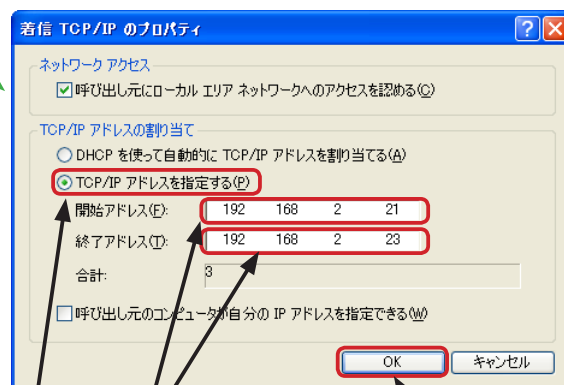 着信 TCP/IP のプロパティ
ネットワーク アクセス
呼び出し元にローカル エリア ネットワークへのアクセスを認める(C)
TCP/IP アドレスの割り当て
DHCP を使って自動的に TCP/IP アドレスを割り当てる(A)
TCP/IP アドレスを指定する(P)
開始アドレス(F): 192 168 2 21
終了アドレス(T): 192 168 2 23
合計: 3
呼び出し元のコンピュータが自分の IP アドレスを指定できる(W)
OK キャンセル